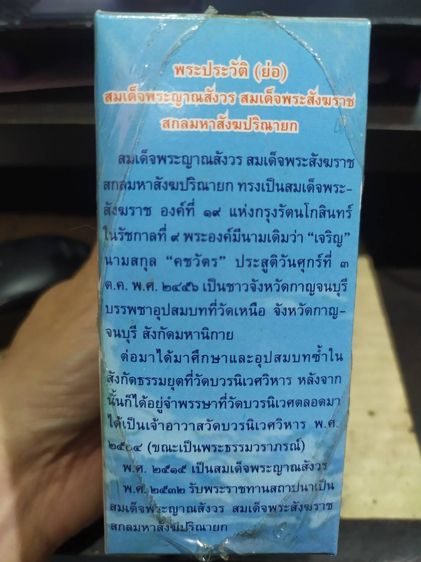 พระประวัติ (ย่อ)
สมเด็จพระญาณสังวร สมเด็จพระสังฆราช
สกลมหาสังฆปริณายก
สมเด็จพระญาณสังวร สมเด็จพระสังฆราช
สกลมหาสังฆปริณายก ทรงเป็นสมเด็จพระ-
สังฆราช องค์ที่ ๑๙ แห่งกรุงรัตนโกสินทร์
ในรัชกาลที่ ๙ พระองค์มีนามเดิมว่า “เจริญ”
นามสกุล “คชวัตร” ประสูติวันศุกร์ที่ ๓
ต.ค. พ.ศ. ๒๔๕๖ เป็นชาวจังหวัดกาญจนบุรี
บรรพชาอุปสมบทที่วัดเหนือ จังหวัดกาญ-
จนบุรี สังกัดมหานิกาย
ต่อมาได้มาศึกษาและอุปสมบทซ้ำใน
สังกัดธรรมยุตที่วัดบวรนิเวศวิหาร หลังจาก
นั้นก็ได้อยู่จำพรรษาที่วัดบวรนิเวศตลอดมา
ได้เป็นเจ้าอาวาสวัดบวรนิเวศวิหาร พ.ศ.
๒๕๐๔ (ขณะเป็นพระธรรมวราภรณ์)
พ.ศ. ๒๕๑๕ เป็นสมเด็จพระญาณสังวร
พ.ศ. ๒๕๓๒ รับพระราชทานสถาปนาเป็น
สมเด็จพระญาณสังวร สมเด็จพระสังฆราช
สกลมหาสังฆปริณายก